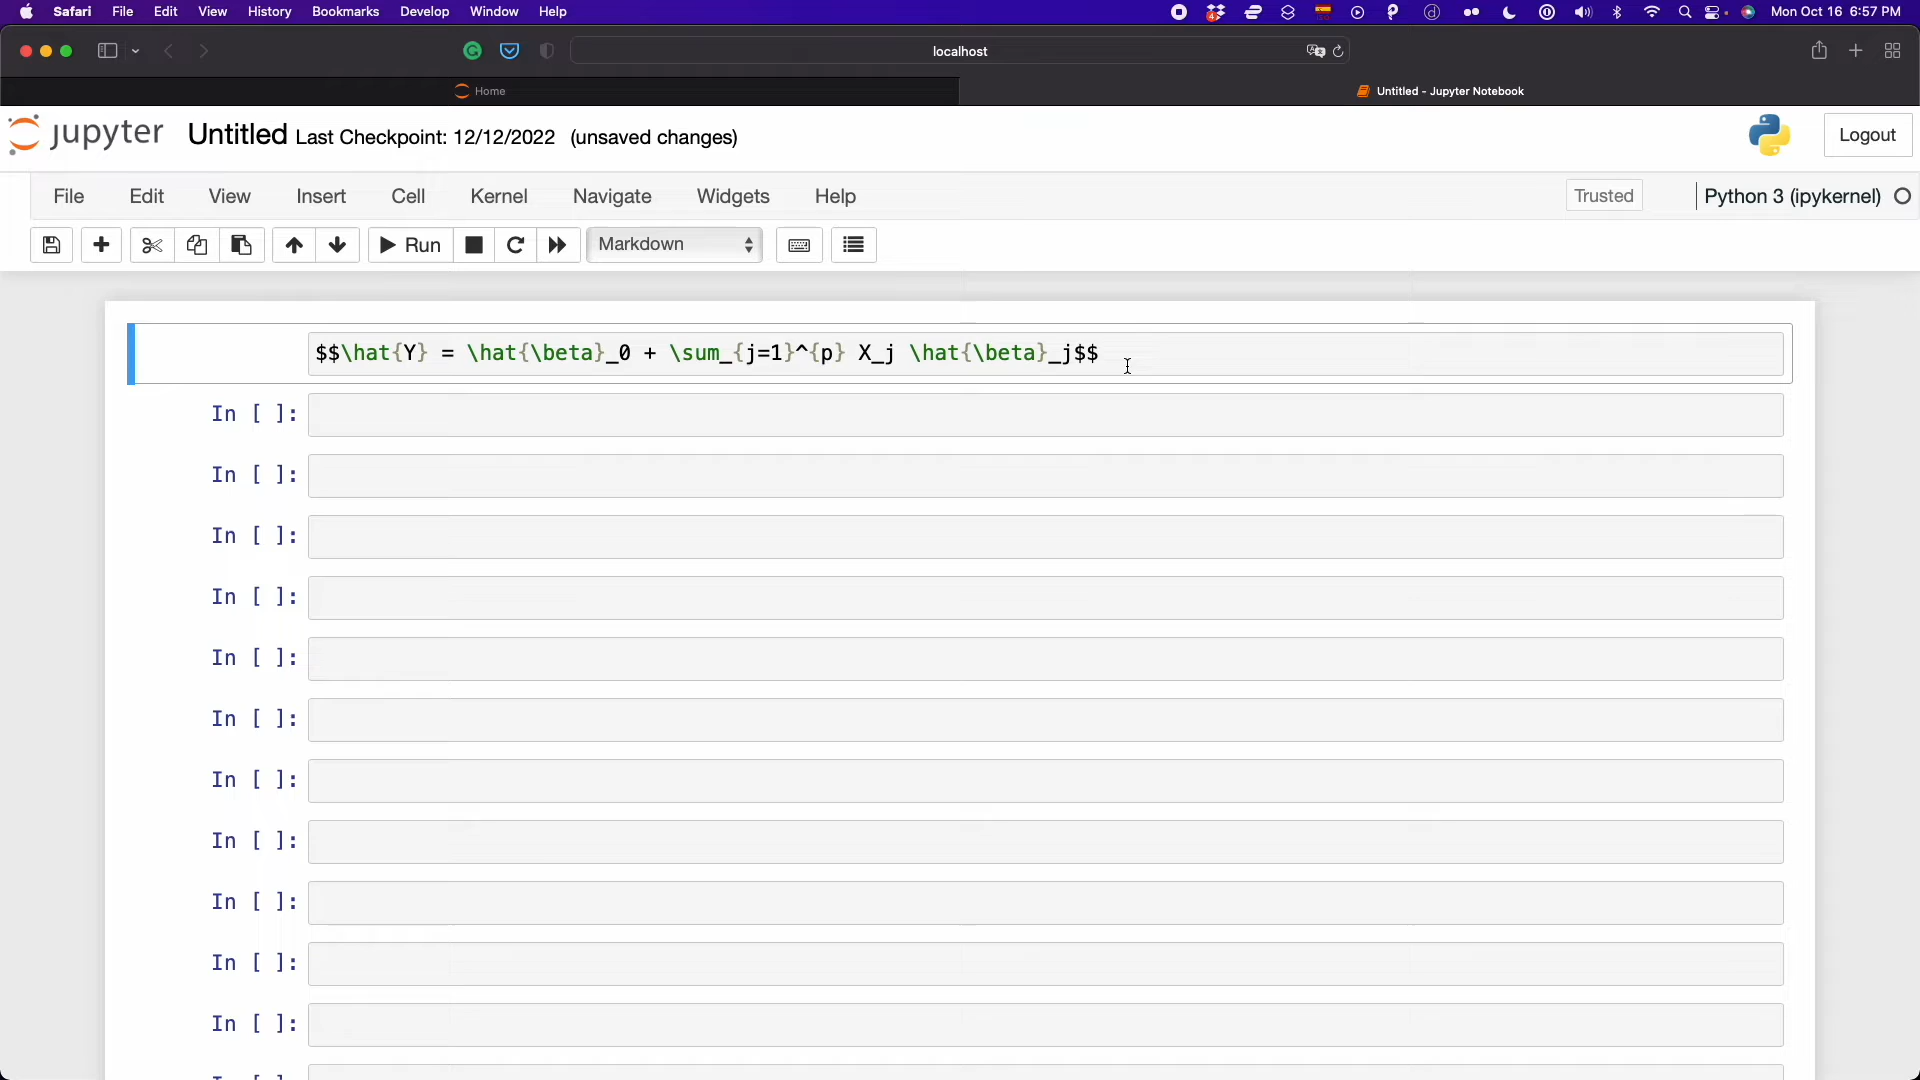 Safari File Edit View History Bookmarks Develop Window Help 4 Mon Oct 16 6:57 PM
localhost
Home Untitled - Jupyter Notebook
jupyter Untitled Last Checkpoint: 12/12/2022 (unsaved changes) Logout
File Edit View Insert Cell Kernel Navigate Widgets Help Trusted Python 3 (ipykernel)
Run Markdown
$$\hat{Y} = \hat{\beta}_0 + \sum_{j=1}^{p} X_j \hat{\beta}_j$$
In [ ]:
In [ ]:
In [ ]:
In [ ]:
In [ ]:
In [ ]:
In [ ]:
In [ ]:
In [ ]:
In [ ]:
In [ ]: